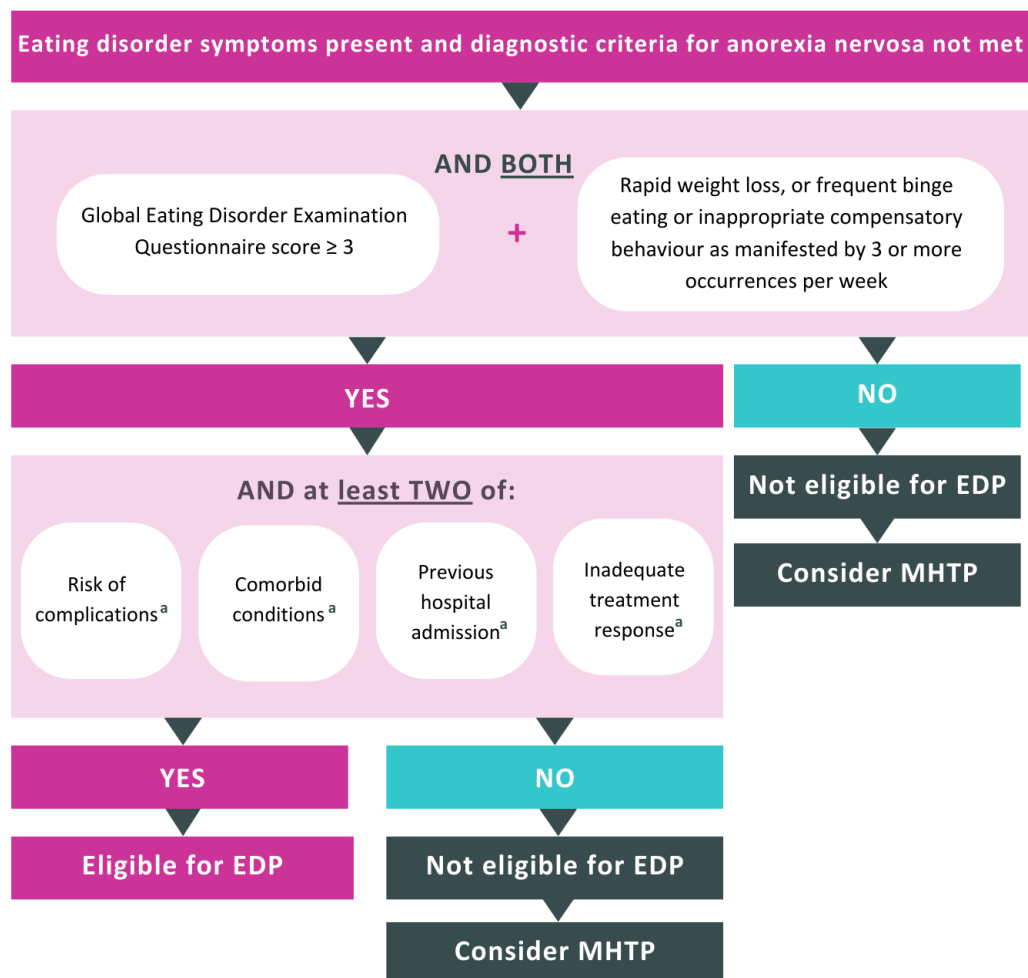 Eating disorder symptoms present and diagnostic criteria for anorexia nervosa not met
AND BOTH
Global Eating Disorder Examination
Questionnaire score ≥ 3
+
Rapid weight loss, or frequent binge
eating or inappropriate compensatory
behaviour as manifested by 3 or more
occurrences per week
YES
NO
AND at least TWO of:
Not eligible for EDP
Consider MHTP
Risk of
complications a
Comorbid
conditions a
Previous
hospital
admission a
Inadequate
treatment
response a
YES
NO
Eligible for EDP
Not eligible for EDP
Consider MHTP